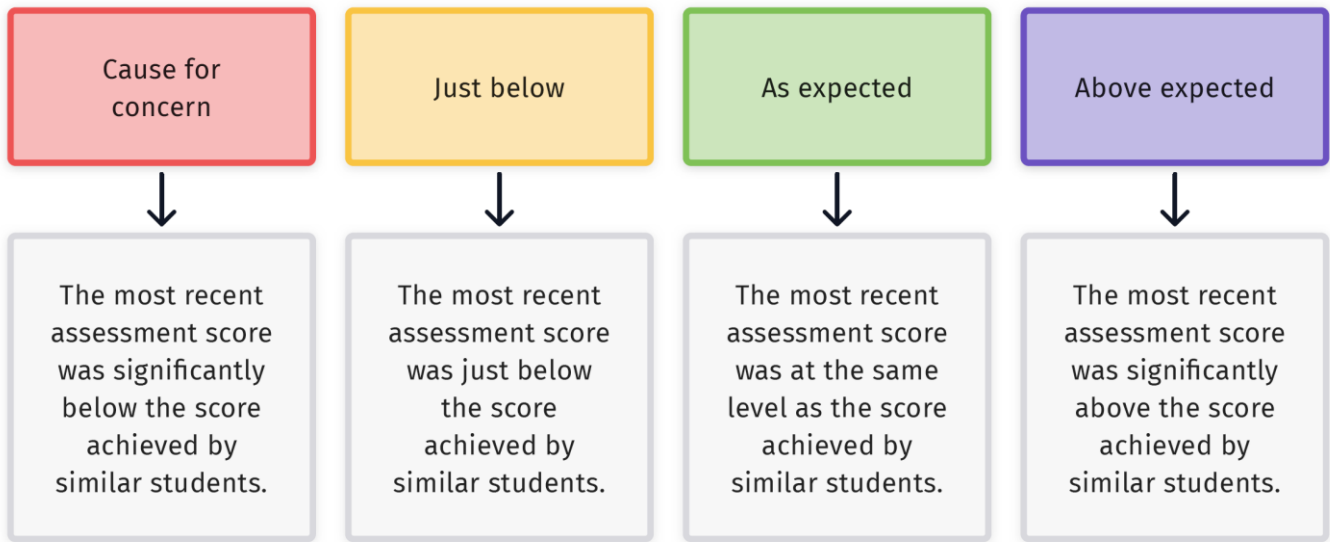 Cause for
concern
Just below
As expected
Above expected
The most recent
assessment score
was significantly
below the score
achieved by
similar students.
The most recent
assessment score
was just below
the score
achieved by
similar students.
The most recent
assessment score
was at the same
level as the score
achieved by
similar students.
The most recent
assessment score
was significantly
above the score
achieved by
similar students.